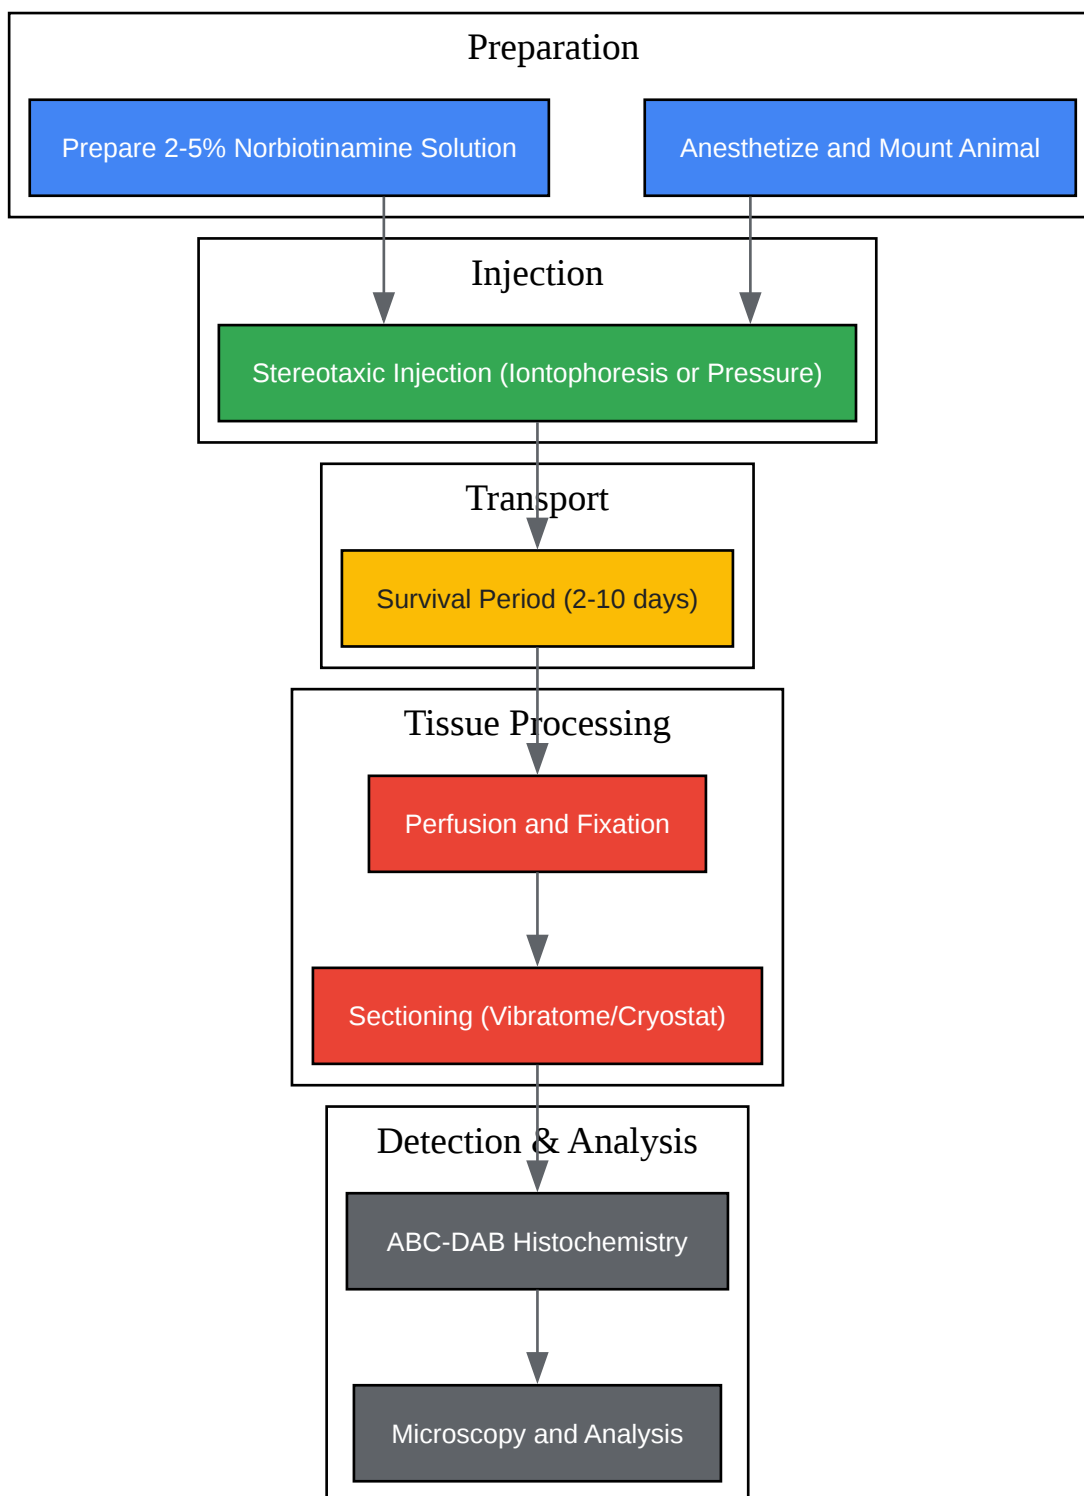 Preparation
Prepare 2-5% Norbiotinamine Solution
Anesthetize and Mount Animal
Injection
Stereotaxic Injection (Iontophoresis or Pressure)
Transport
Survival Period (2-10 days)
Tissue Processing
Perfusion and Fixation
Sectioning (Vibratome/Cryostat)
Detection & Analysis
ABC-DAB Histochemistry
Microscopy and Analysis